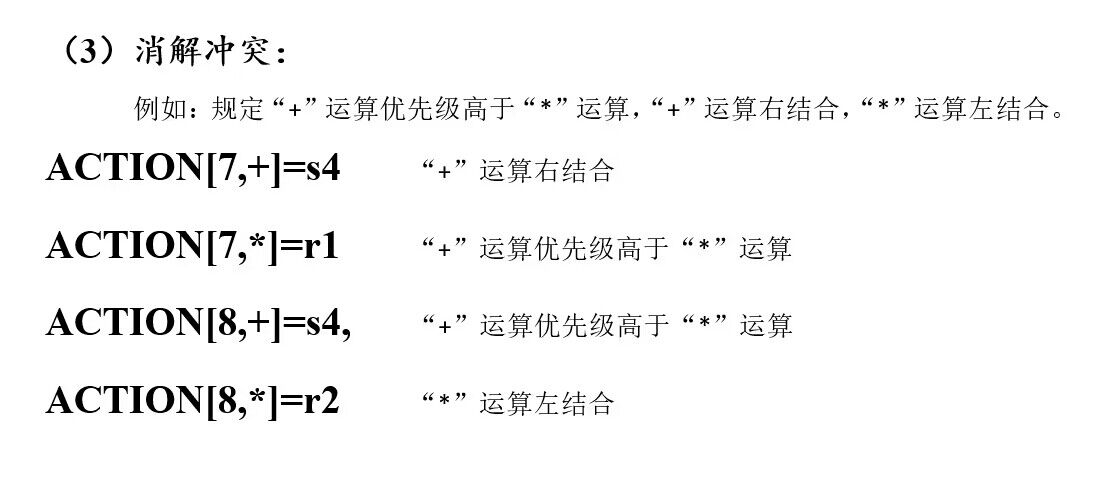 （3）消解冲突：
例如：规定“+”运算优先级高于“*”运算，“+”运算右结合，“*”运算左结合。
ACTION[7,+]=s4 “+”运算右结合
ACTION[7,*]=r1 “+”运算优先级高于“*”运算
ACTION[8,+]=s4, “+”运算优先级高于“*”运算
ACTION[8,*]=r2 “*”运算左结合